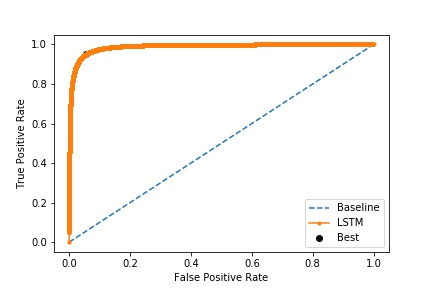 1.0
0.8
0.6
0.4
0.2
0.0
True Positive Rate
0.0 0.2 0.4 0.6 0.8 1.0
False Positive Rate
Baseline
LSTM
Best